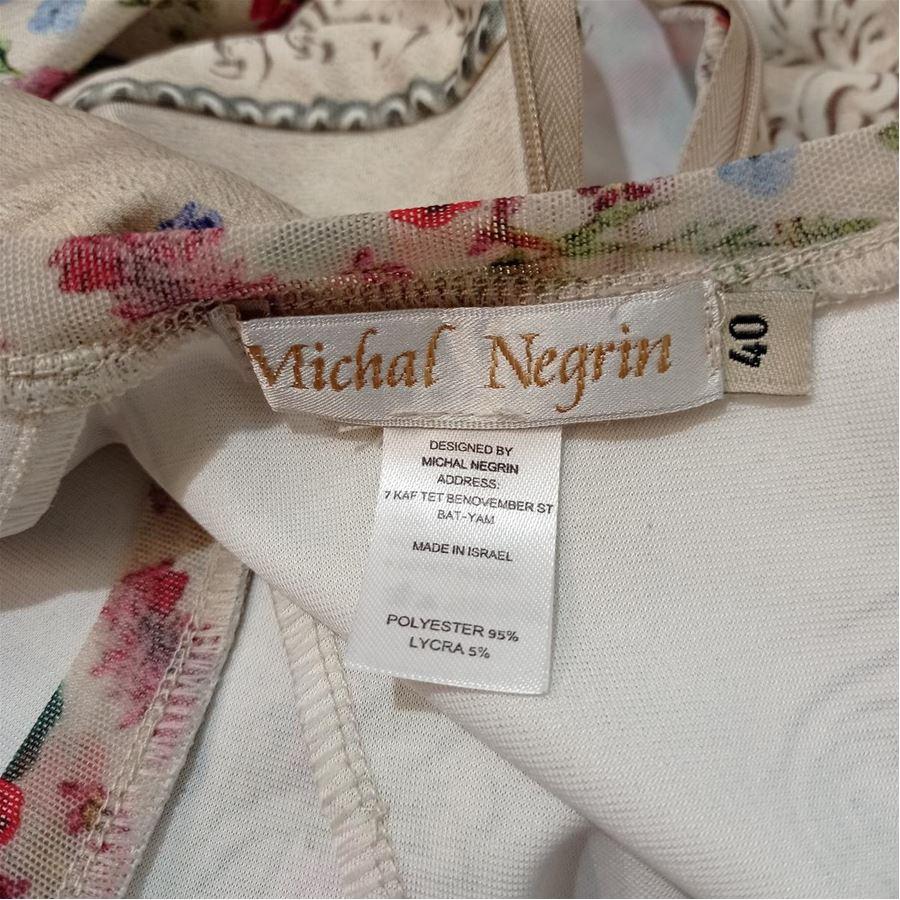 Michal Negrin
40
DESIGNED BY
MICHAL NEGRIN
ADDRESS:
7 KAF TET BENOVEMBER ST
BAT-YAM
MADE IN ISRAEL
POLYESTER 95%
LYCRA 5%